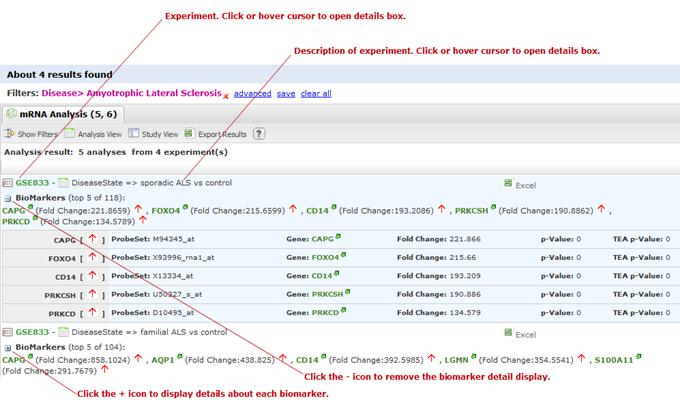 Experiment. Click or hover cursor to open details box.
Description of experiment. Click or hover cursor to open details box.
About 4 results found
Filters: Disease> Amyotrophic Lateral Sclerosis advanced save clear all
mRNA Analysis (5, 6)
Show Filters Analysis View Study View Export Results ?
Analysis result: 5 analyses from 4 experiment(s)
GSE833 - DiseaseState => sporadic ALS vs control Excel
BioMarkers (top 5 of 118):
CAPG (Fold Change:221.8659) ↑ , FOXO4 (Fold Change:215.6599) ↑ , CD14 (Fold Change:193.2086) ↑ , PRKCSH (Fold Change:190.8862) ↑ ,
PRKCD (Fold Change:134.5789) ↑
CAPG [ ↑ ] ProbeSet: M94345_at Gene: CAPG Fold Change: 221.866 p-Value: 0 TEA p-Value: 0
FOXO4 [ ↑ ] ProbeSet: X93996_rna1_at Gene: FOXO4 Fold Change: 215.66 p-Value: 0 TEA p-Value: 0
CD14 [ ↑ ] ProbeSet: X13334_at Gene: CD14 Fold Change: 193.209 p-Value: 0 TEA p-Value: 0
PRKCSH [ ↑ ] ProbeSet: U50327_s_at Gene: PRKCSH Fold Change: 190.886 p-Value: 0 TEA p-Value: 0
PRKCD [ ↑ ] ProbeSet: D10495_at Gene: PRKCD Fold Change: 134.579 p-Value: 0 TEA p-Value: 0
GSE833 - DiseaseState => familial ALS vs control Excel
BioMarkers (top 5 of 104):
CAPG (Fold Change:858.1024) ↑ , AQP1 (Fold Change:438.825) ↑ , CD14 (Fold Change:392.5985) ↑ , LGMN (Fold Change:354.5541) ↑ , S100A11
(Fold Change:291.7679) ↑
Click the - icon to remove the biomarker detail display.
Click the + icon to display details about each biomarker.